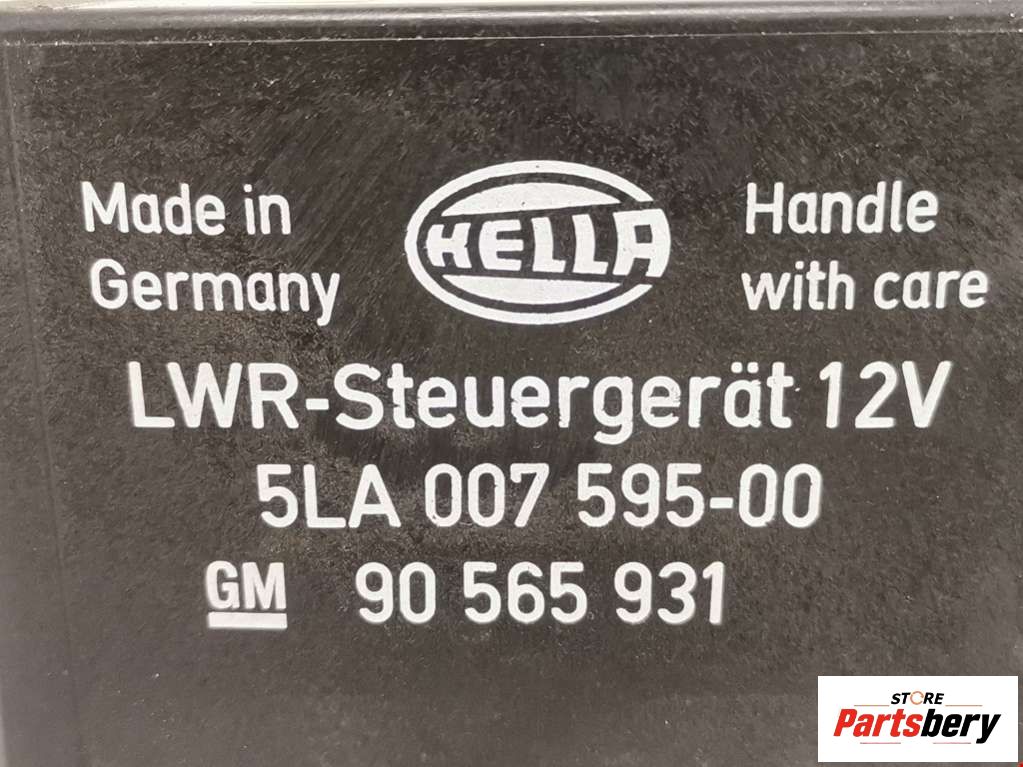 Made in
Germany
HELLA
Handle
with care
LWR-Steuergerät 12V
5LA 007 595-00
GM 90 565 931
STORE
Partsbery